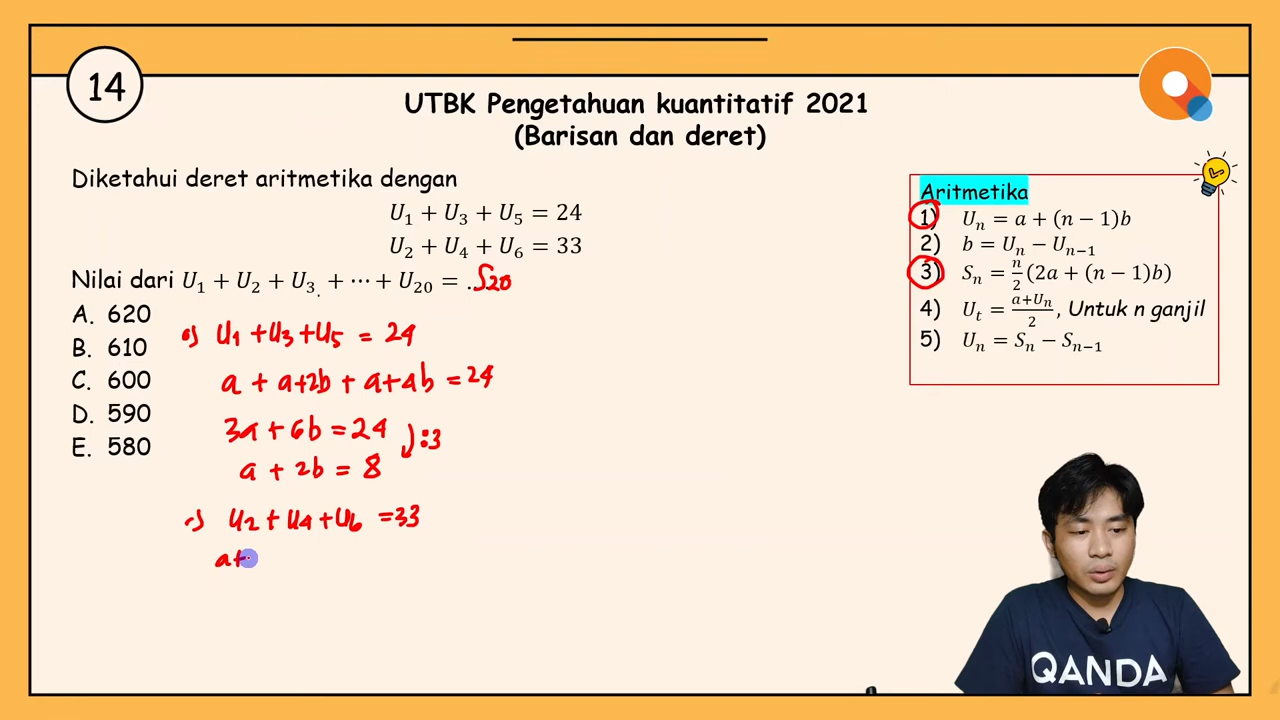 14
UTBK Pengetahuan kuantitatif 2021
(Barisan dan deret)
Diketahui deret aritmetika dengan
U₁ + U₃ + U₅ = 24
U₂ + U₄ + U₆ = 33
Nilai dari U₁ + U₂ + U₃ + ⋯ + U₂₀ = . S₂₀
A. 620
B. 610
C. 600
D. 590
E. 580
U₁ + U₃ + U₅ = 24
a + a+2b + a+4b = 24
3a + 6b = 24
:3
a + 2b = 8
U₂ + U₄ + U₆ = 33
a+
Aritmetika
1) Uₙ = a + (n − 1)b
2) b = Uₙ − Uₙ₋₁
3) Sₙ = n/2 (2a + (n − 1)b)
4) Uₜ = (a+Uₙ)/2, Untuk n ganjil
5) Uₙ = Sₙ − Sₙ₋₁
QANDA